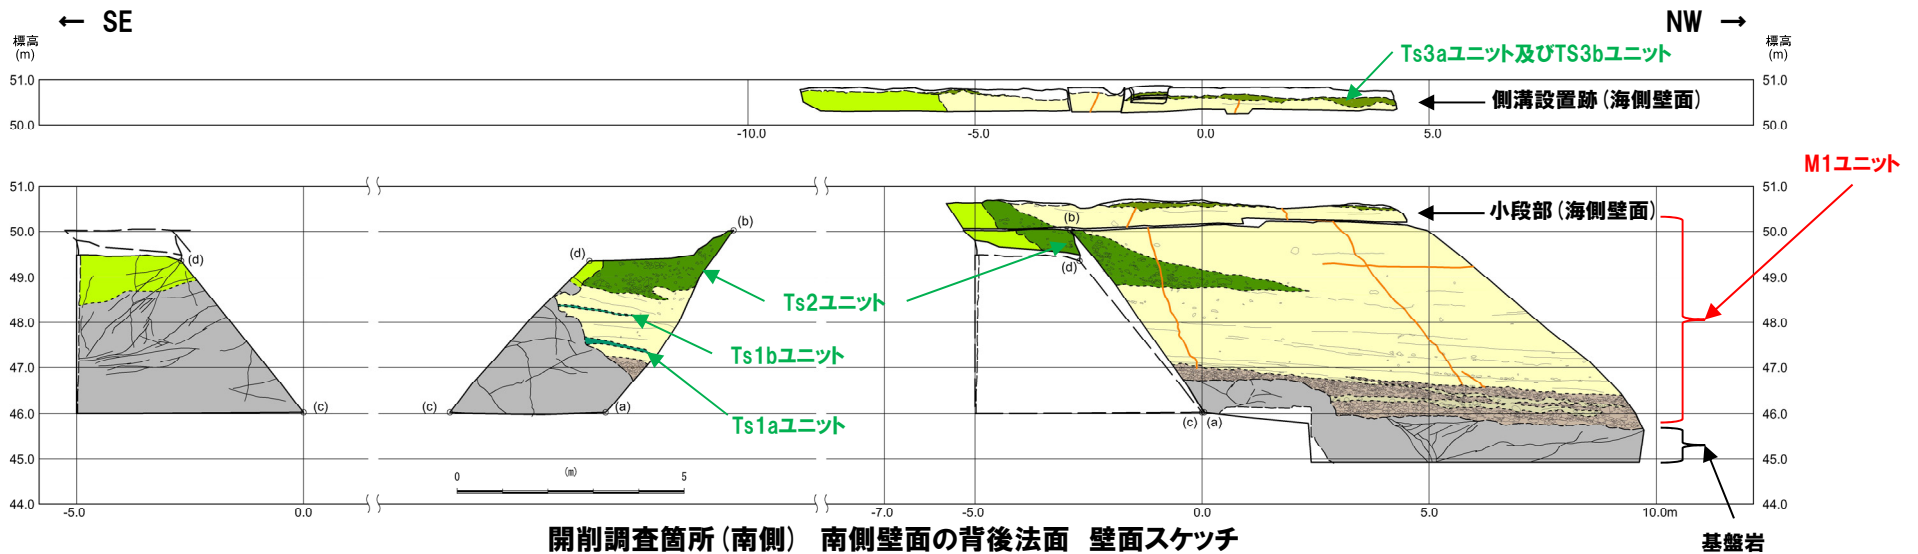 ← SE
NW →
標高
(m)
標高
(m)
Ts3aユニット及びTS3bユニット
51.0
51.0
側溝設置跡(海側壁面)
50.0
50.0
-10.0
-5.0
0.0
5.0
M1ユニット
51.0
51.0
小段部(海側壁面)
50.0
(b)
(b)
50.0
(d)
(d)
(d)
49.0
49.0
Ts2ユニット
48.0
48.0
Ts1bユニット
47.0
47.0
46.0
(c)
(c)
(a)
(c)
(a)
46.0
Ts1aユニット
45.0
45.0
0
(m)
5
44.0
44.0
-5.0
0.0
-7.0
-5.0
0.0
5.0
10.0m
開削調査箇所(南側) 南側壁面の背後法面 壁面スケッチ
基盤岩